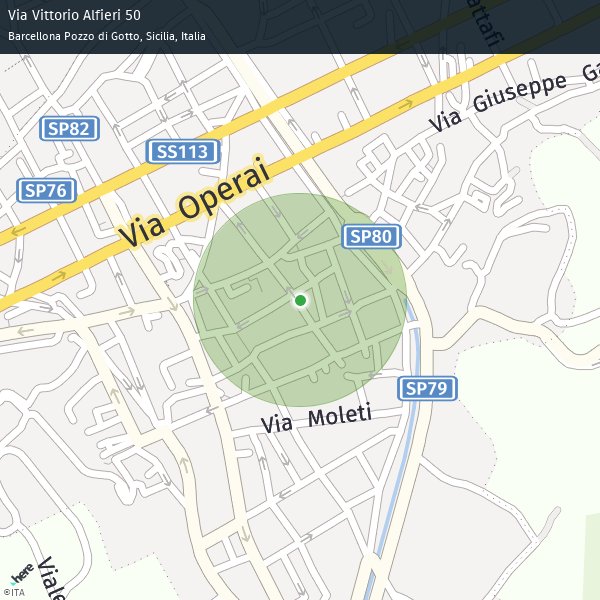 Via Vittorio Alfieri 50
Barcellona Pozzo di Gotto, Sicilia, Italia
attafi
Via Giuseppe Ga
SP82
SS113
SP76
Via Operai
SP80
SP79
Via Moleti
Viale
here
©ITA